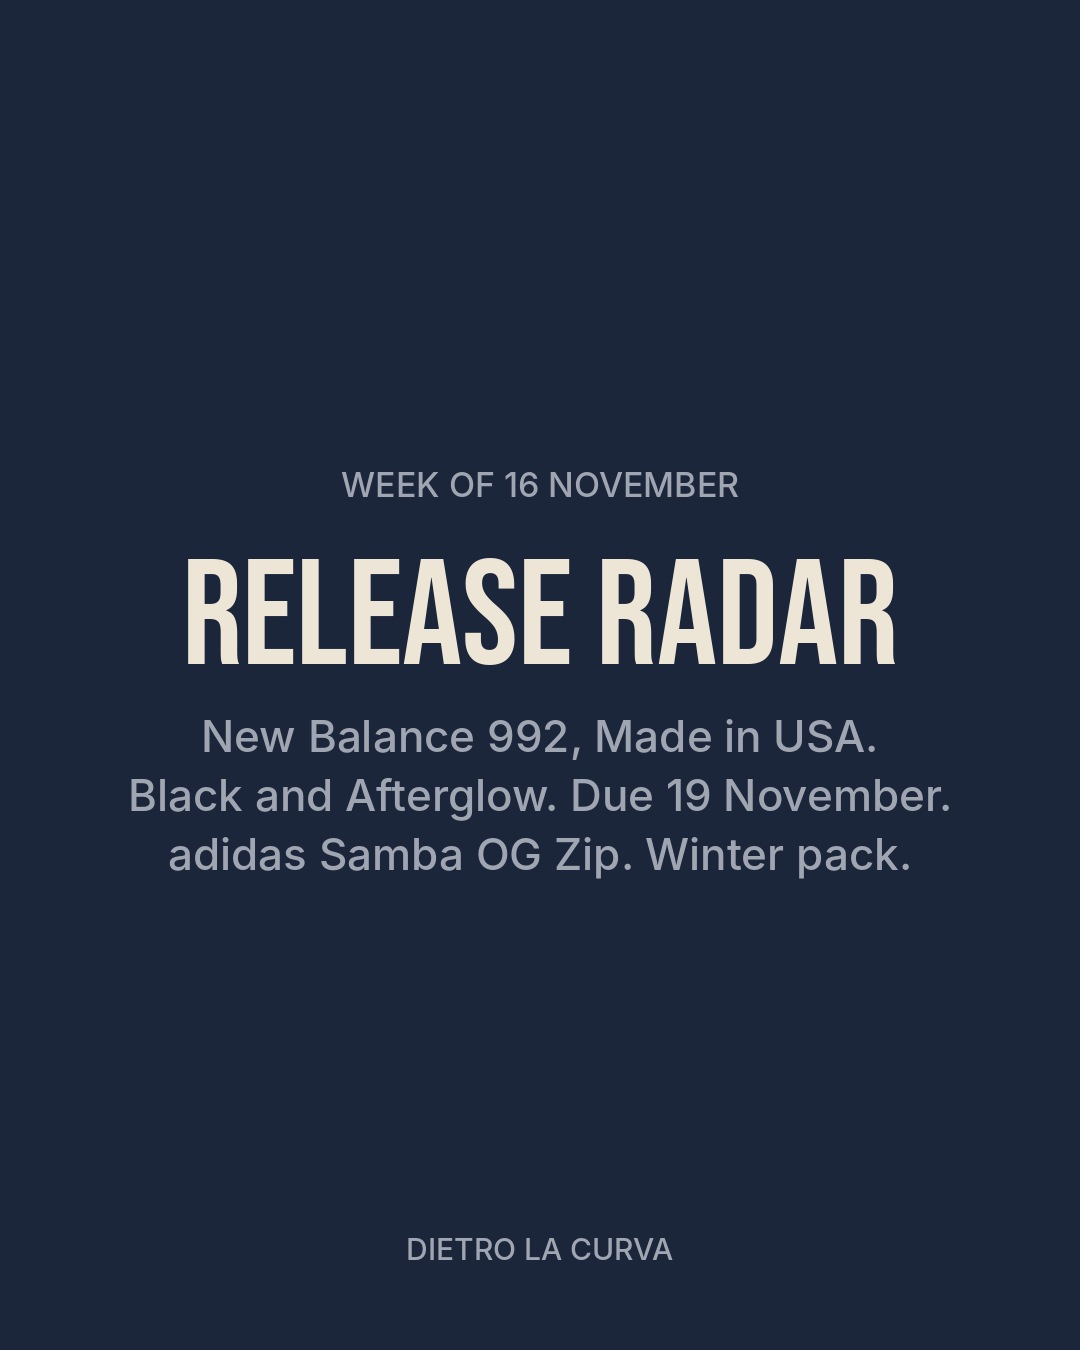 WEEK OF 16 NOVEMBER
RELEASE RADAR
New Balance 992, Made in USA.
Black and Afterglow. Due 19 November.
adidas Samba OG Zip. Winter pack.
DIETRO LA CURVA